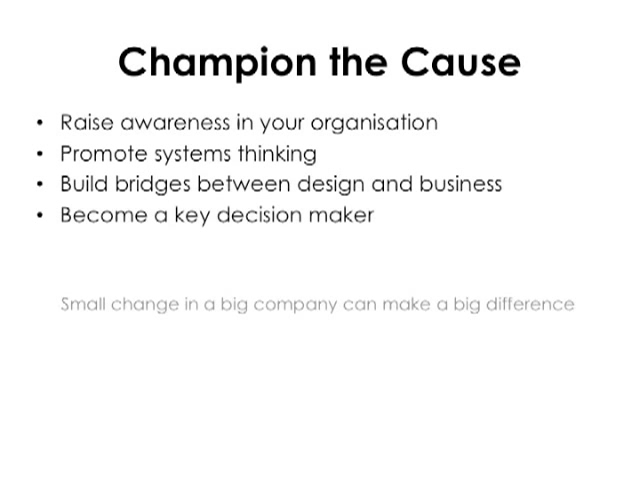 Champion the Cause
• Raise awareness in your organisation
• Promote systems thinking
• Build bridges between design and business
• Become a key decision maker
Small change in a big company can make a big difference